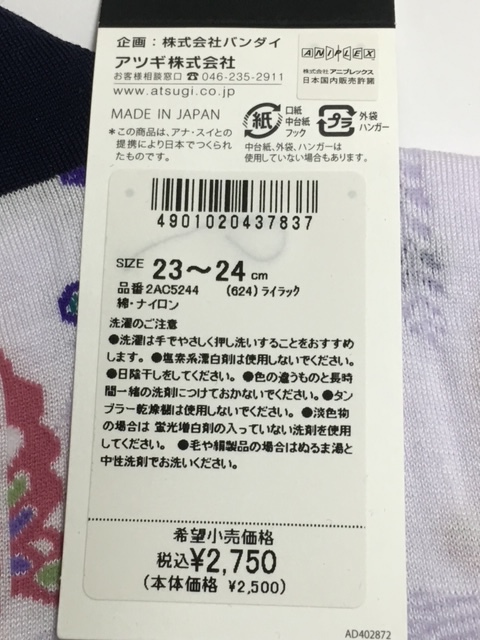 企画：株式会社バンダイ
アツギ株式会社
お客様相談窓口 ☎046-235-2911
www.atsugi.co.jp
ANIPLEX
株式会社 アニプレックス
日本国内販売許諾
MADE IN JAPAN
紙
口紙
中台紙
フック
プラ
外袋
ハンガー
＊この商品は、アナ・スイとの
提携により日本でつくられ
たものです。
中台紙、外袋、ハンガーは
使用していない場合もあります。
4901020437837
SIZE 23〜24cm
品番2AC5244 (624)ライラック
綿・ナイロン
洗濯のご注意
●洗濯は手でやさしく押し洗いすることをおすすめ
します。●塩素系漂白剤は使用しないでください。
●日陰干しをしてください。●色の違うものと長時
間一緒の洗剤につけておかないでください。●タン
ブラー乾燥機は使用しないでください。●淡色物
の場合は 蛍光増白剤の入っていない洗剤を使用
してください。●毛や絹製品の場合はぬるま湯と
中性洗剤でお洗いください。
希望小売価格
税込¥2,750
(本体価格 ¥2,500)
AD402872